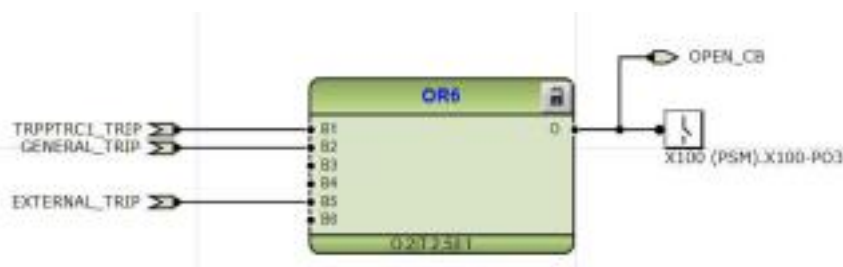 OPEN_CB
OR6
TRPPTRC1_TRIP
B1
O
GENERAL_TRIP
B2
X100 (PSM).X100-PO3
B3
B4
EXTERNAL_TRIP
B5
B6